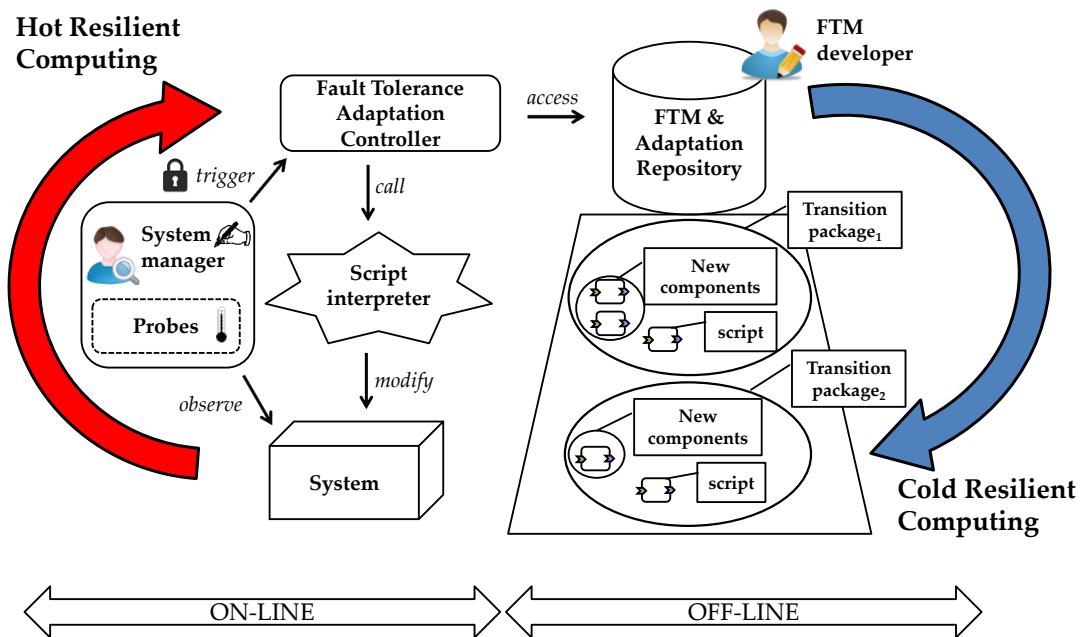 Hot Resilient
Computing
FTM
developer
Fault Tolerance
Adaptation
Controller
access
FTM &
Adaptation
Repository
trigger
call
System
manager
Probes
Script
interpreter
Transition
package1
New
components
script
observe
modify
Transition
package2
New
components
script
System
Cold Resilient
Computing
ON-LINE
OFF-LINE